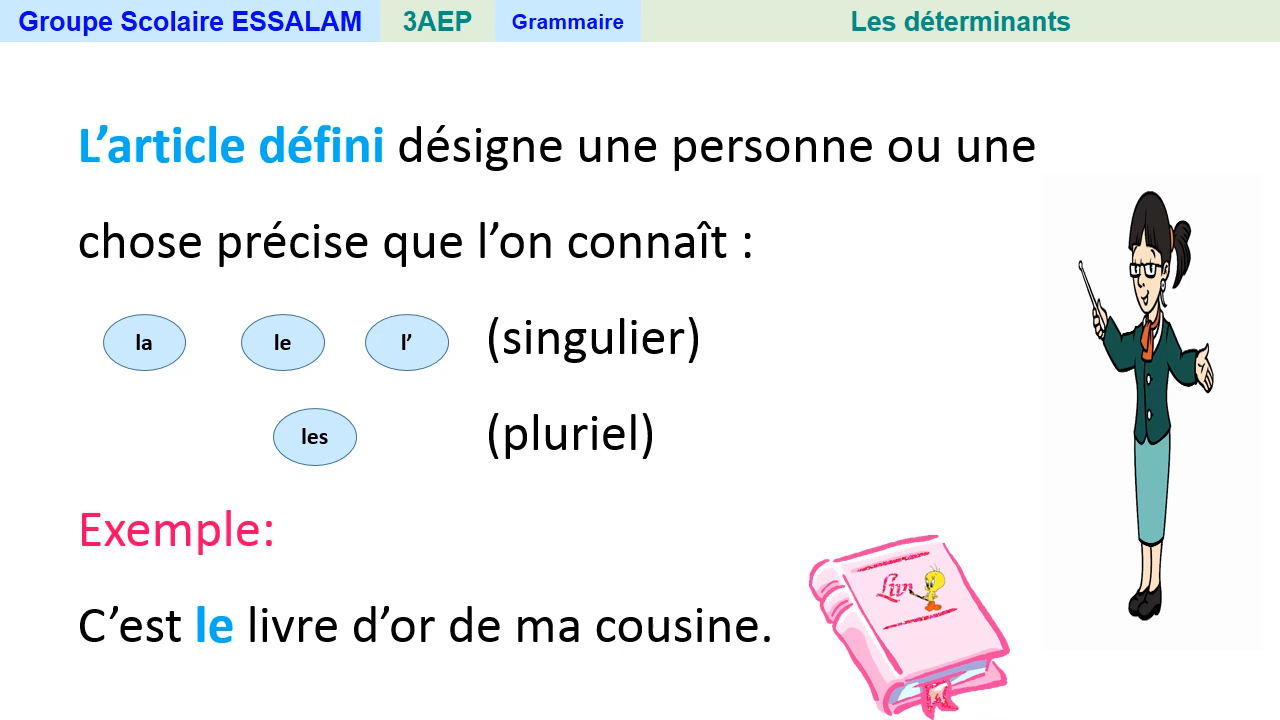 Groupe Scolaire ESSALAM 3AEP Grammaire Les déterminants
L’article défini désigne une personne ou une
chose précise que l’on connaît :
la le l’ (singulier)
les (pluriel)
Exemple:
C’est le livre d’or de ma cousine.